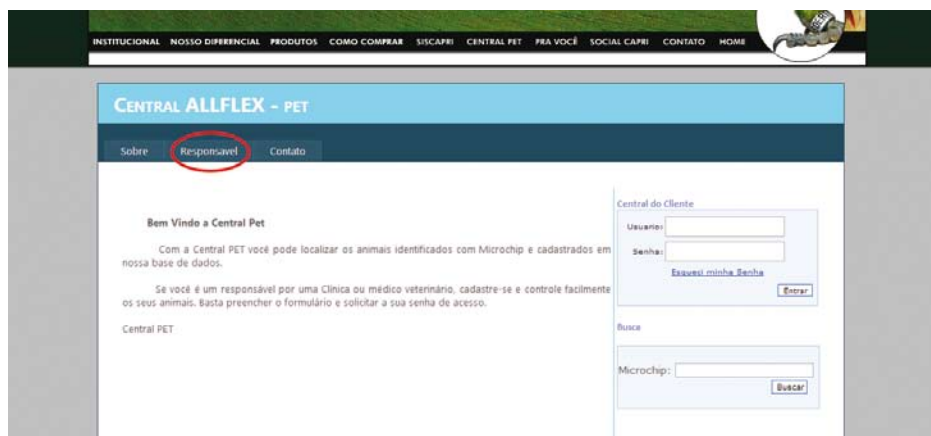 INSTITUCIONAL NOSSO DIFERENCIAL PRODUTOS COMO COMPRAR SISCAPRI CENTRAL PET PRA VOCÊ SOCIAL CAPRI CONTATO HOME
CENTRAL ALLFLEX - PET
Sobre Responsavel Contato
Bem Vindo a Central Pet
Com a Central PET você pode localizar os animais identificados com Microchip e cadastrados em
nossa base de dados.
Se você é um responsável por uma Clínica ou médico veterinário, cadastre-se e controle facilmente
os seus animais. Basta preencher o formulário e solicitar a sua senha de acesso.
Central PET
Central do Cliente
Usuario:
Senha:
Esqueci minha Senha
Entrar
Busca
Microchip:
Buscar